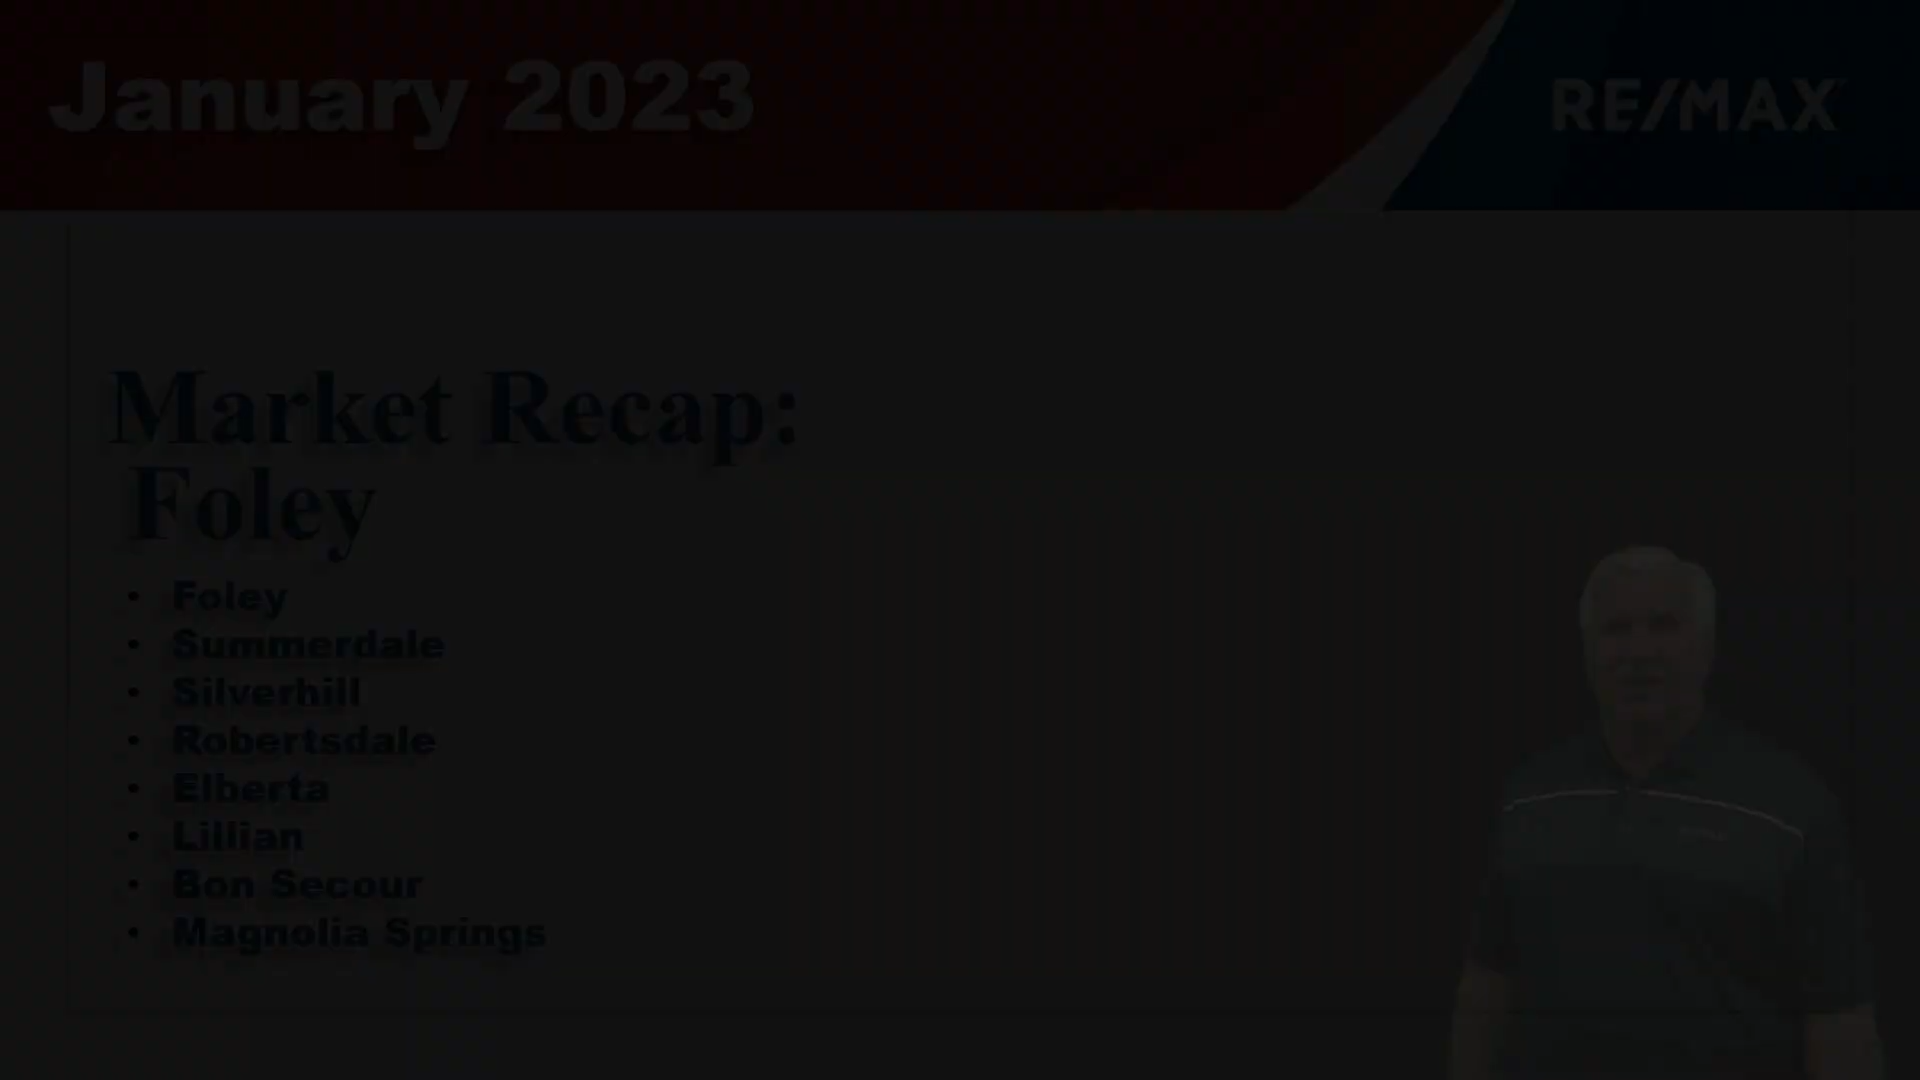 January 2023
RE/MAX
Market Recap:
Foley
• Foley
• Summerdale
• Silverhill
• Robertsdale
• Elberta
• Lillian
• Bon Secour
• Magnolia Springs